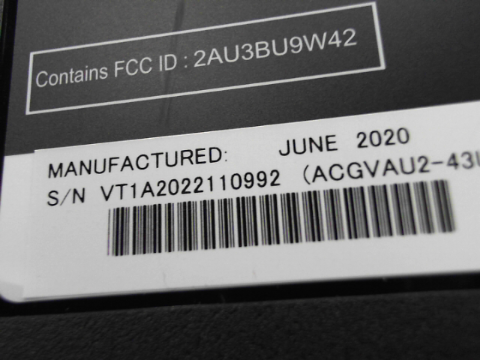 Contains FCC ID : 2AU3BU9W42
MANUFACTURED: JUNE 2020
S/N VT1A2022110992 (ACGVAU2-43